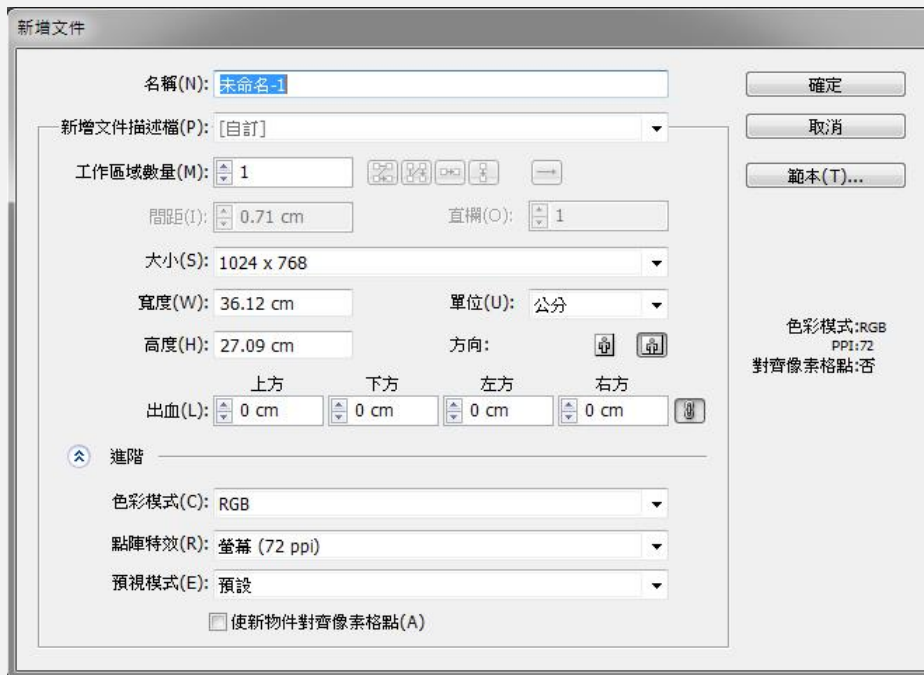 新增文件
名稱(N): 未命名-1
確定
新增文件描述檔(P): [自訂]
取消
工作區域數量(M): 1
範本(T)...
間距(I): 0.71 cm 直欄(O): 1
大小(S): 1024 x 768
寬度(W): 36.12 cm 單位(U): 公分
高度(H): 27.09 cm 方向:
色彩模式:RGB
PPI:72
對齊像素格點:否
上方 下方 左方 右方
出血(L): 0 cm 0 cm 0 cm 0 cm
進階
色彩模式(C): RGB
點陣特效(R): 螢幕 (72 ppi)
預視模式(E): 預設
使新物件對齊像素格點(A)